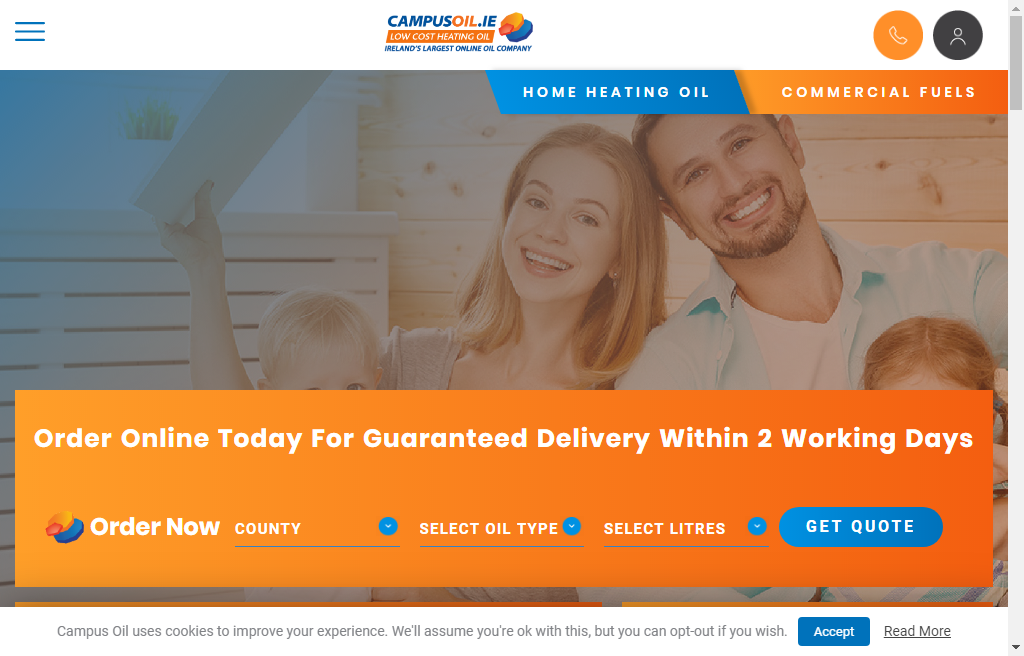 CAMPUSOIL.IE
LOW COST HEATING OIL
IRELAND'S LARGEST ONLINE OIL COMPANY
HOME HEATING OIL
COMMERCIAL FUELS
Order Online Today For Guaranteed Delivery Within 2 Working Days
Order Now
COUNTY
SELECT OIL TYPE
SELECT LITRES
GET QUOTE
Campus Oil uses cookies to improve your experience. We'll assume you're ok with this, but you can opt-out if you wish.
Accept
Read More